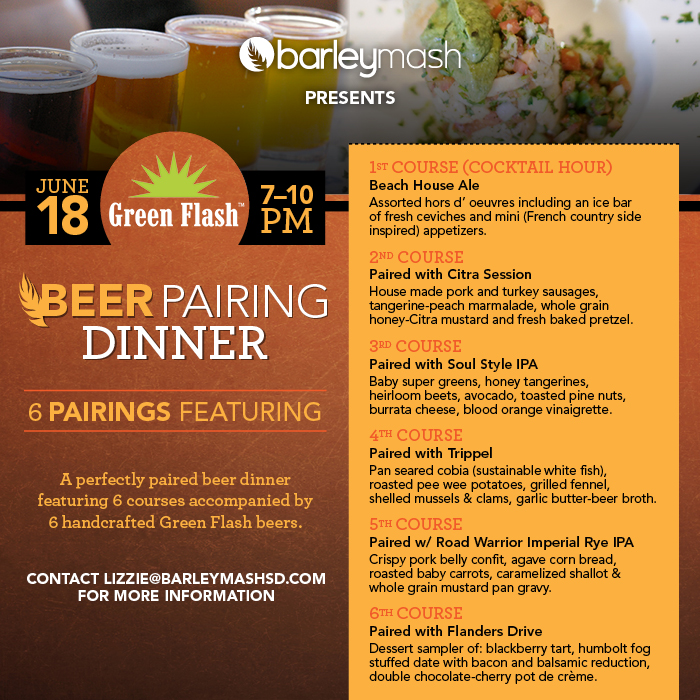 barleymash
PRESENTS
JUNE
18
Green Flash™
7–10
PM
BEER PAIRING
DINNER
6 PAIRINGS FEATURING
A perfectly paired beer dinner
featuring 6 courses accompanied by
6 handcrafted Green Flash beers.
CONTACT LIZZIE@BARLEYMASHSD.COM
FOR MORE INFORMATION
1ST COURSE (COCKTAIL HOUR)
Beach House Ale
Assorted hors d’ oeuvres including an ice bar
of fresh ceviches and mini (French country side
inspired) appetizers.
2ND COURSE
Paired with Citra Session
House made pork and turkey sausages,
tangerine-peach marmalade, whole grain
honey-Citra mustard and fresh baked pretzel.
3RD COURSE
Paired with Soul Style IPA
Baby super greens, honey tangerines,
heirloom beets, avocado, toasted pine nuts,
burrata cheese, blood orange vinaigrette.
4TH COURSE
Paired with Trippel
Pan seared cobia (sustainable white fish),
roasted pee wee potatoes, grilled fennel,
shelled mussels & clams, garlic butter-beer broth.
5TH COURSE
Paired w/ Road Warrior Imperial Rye IPA
Crispy pork belly confit, agave corn bread,
roasted baby carrots, caramelized shallot &
whole grain mustard pan gravy.
6TH COURSE
Paired with Flanders Drive
Dessert sampler of: blackberry tart, humbolt fog
stuffed date with bacon and balsamic reduction,
double chocolate-cherry pot de crème.